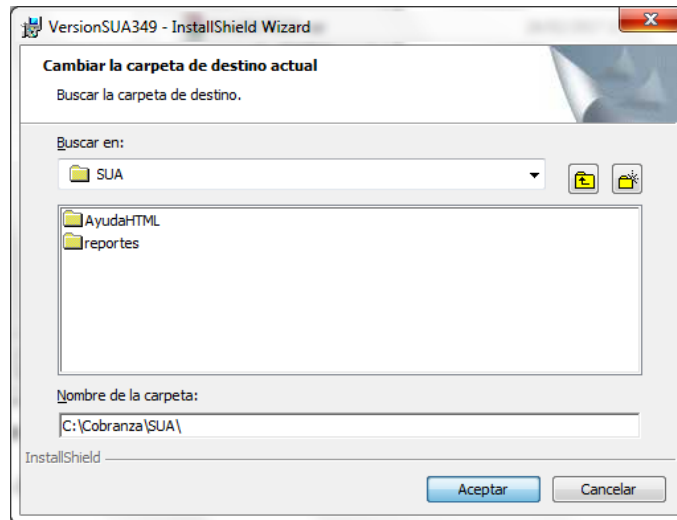 VersionSUA349 - InstallShield Wizard
Cambiar la carpeta de destino actual
Buscar la carpeta de destino.
Buscar en:
SUA
AyudaHTML
reportes
Nombre de la carpeta:
C:\Cobranza\SUA\
InstallShield
Aceptar
Cancelar